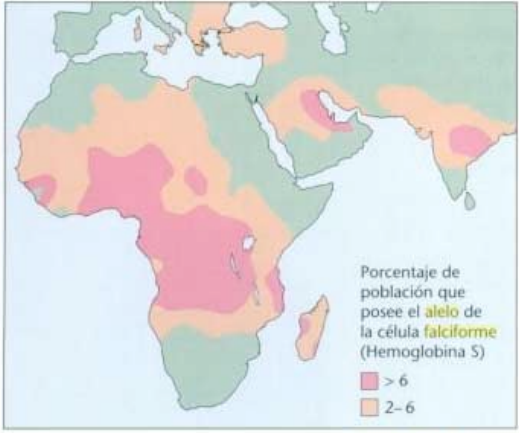 Porcentaje de
población que
posee el alelo de
la célula falciforme
(Hemoglobina S)
> 6
2–6